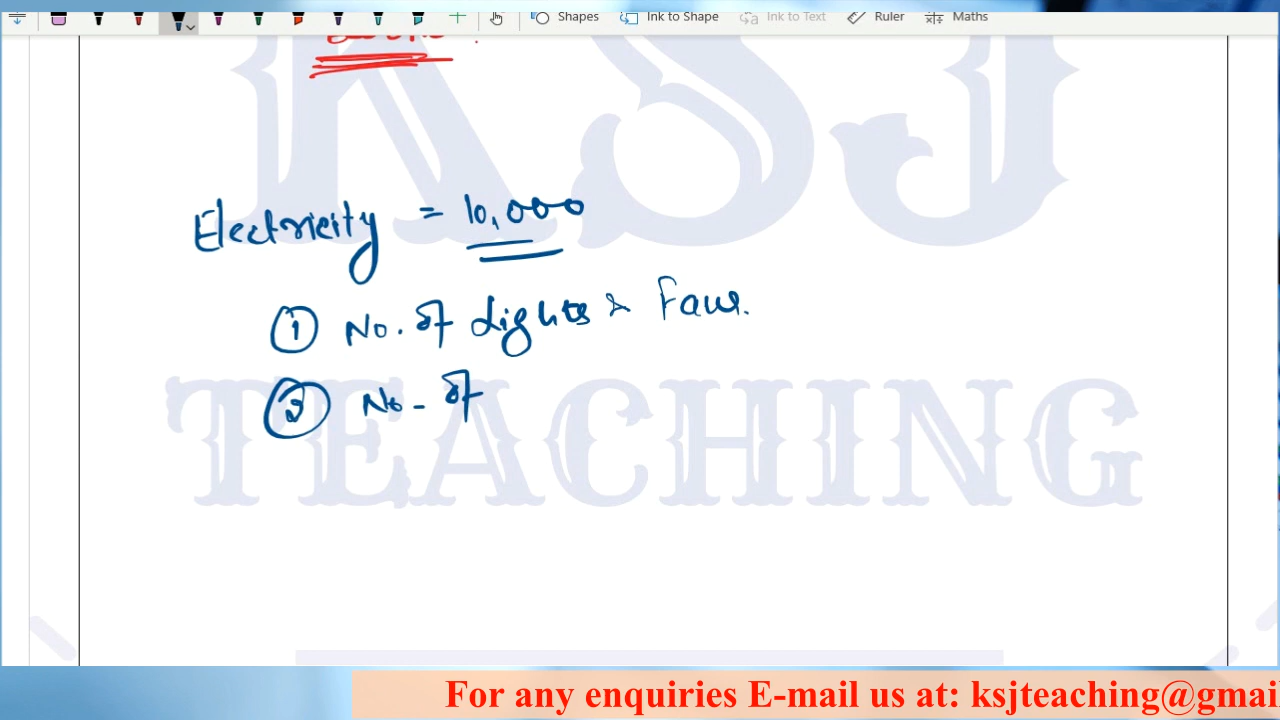 Shapes Ink to Shape Ink to Text Ruler Maths
KSJ
Electricity = 10,000
① No. of Lights & Fans.
② No. of
TEACHING
For any enquiries E-mail us at: ksjteaching@gmai